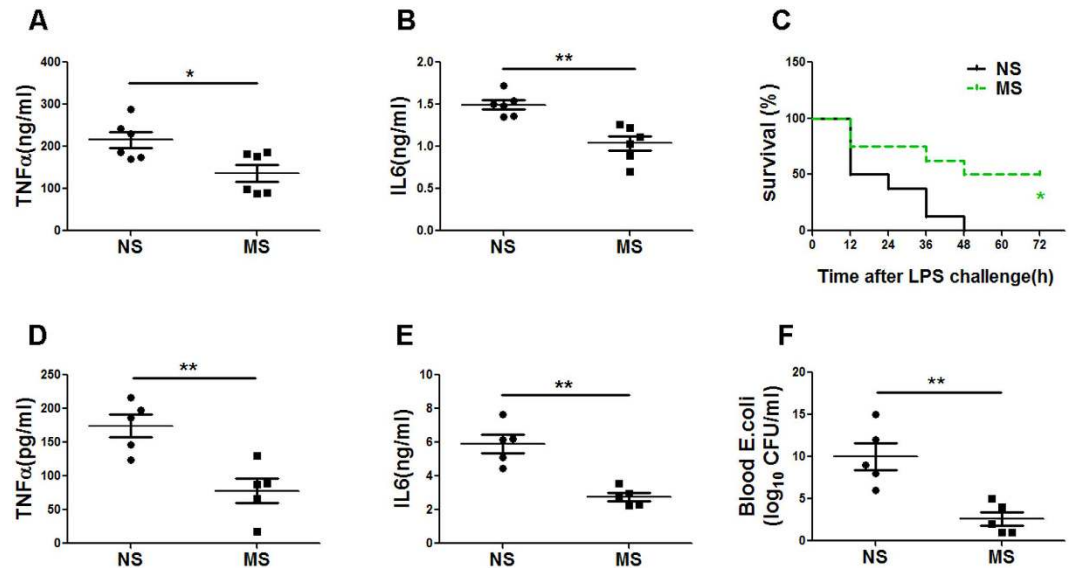 A
TNFα(ng/ml)
400
300
200
100
0
*
NS
MS
B
IL6(ng/ml)
2.0
1.5
1.0
0.5
0.0
**
NS
MS
C
survival (%)
150
100
50
0
NS
MS
*
0
12
24
36
48
60
72
Time after LPS challenge(h)
D
TNFα(pg/ml)
250
200
150
100
50
0
**
NS
MS
E
IL6(ng/ml)
10
8
6
4
2
0
**
NS
MS
F
Blood E.coli
(log10 CFU/ml)
20
15
10
5
0
**
NS
MS